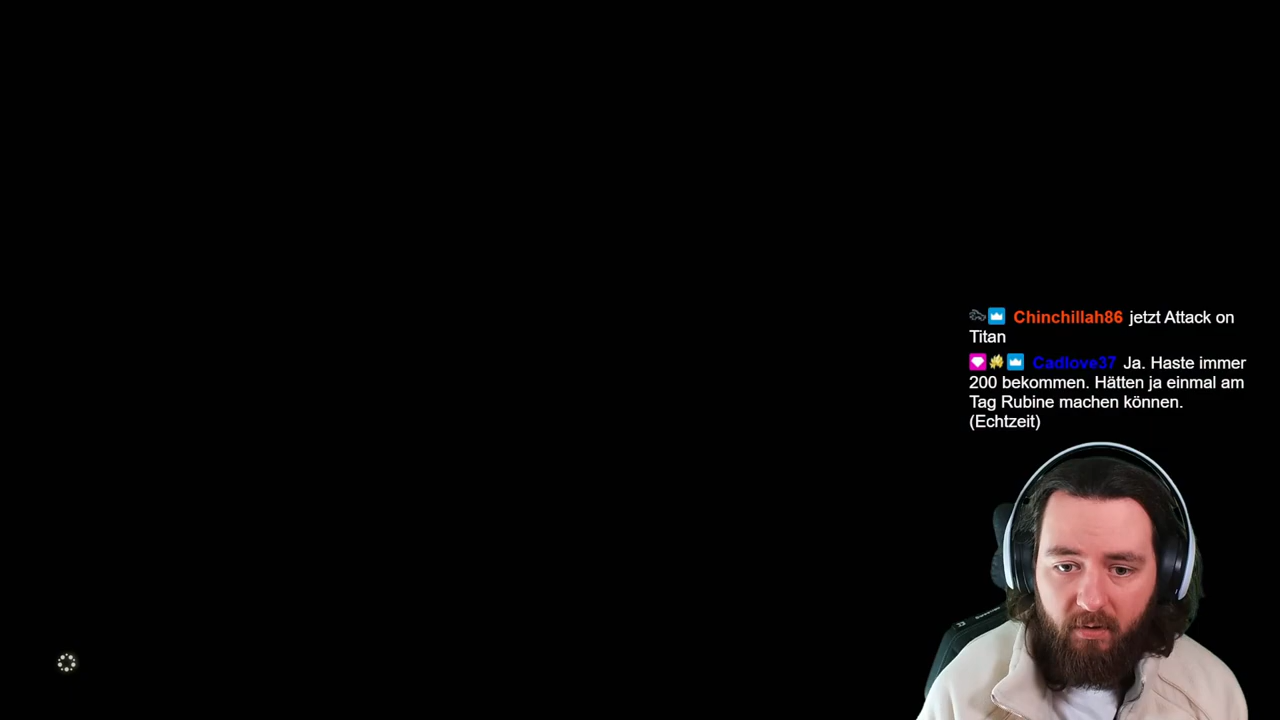 Chinchillah86 jetzt Attack on
Titan
Cadlove37 Ja. Haste immer
200 bekommen. Hätten ja einmal am
Tag Rubine machen können.
(Echtzeit)